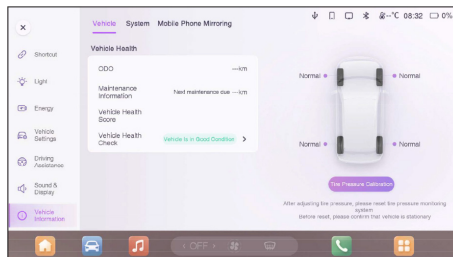 Vehicle System Mobile Phone Mirroring
--°C 08:32 0%
Vehicle Health
ODO ---km
Maintenance Information Next maintenance due ---km
Vehicle Health Score
Vehicle Health Check Vehicle is in Good Condition >
Shortcut
Light
Energy
Vehicle Settings
Driving Assistance
Sound & Display
Vehicle Information
Normal Normal
Normal Normal
Tire Pressure Calibration
After adjusting tire pressure, please reset tire pressure monitoring
system
Before reset, please confirm that vehicle is stationary
< OFF >